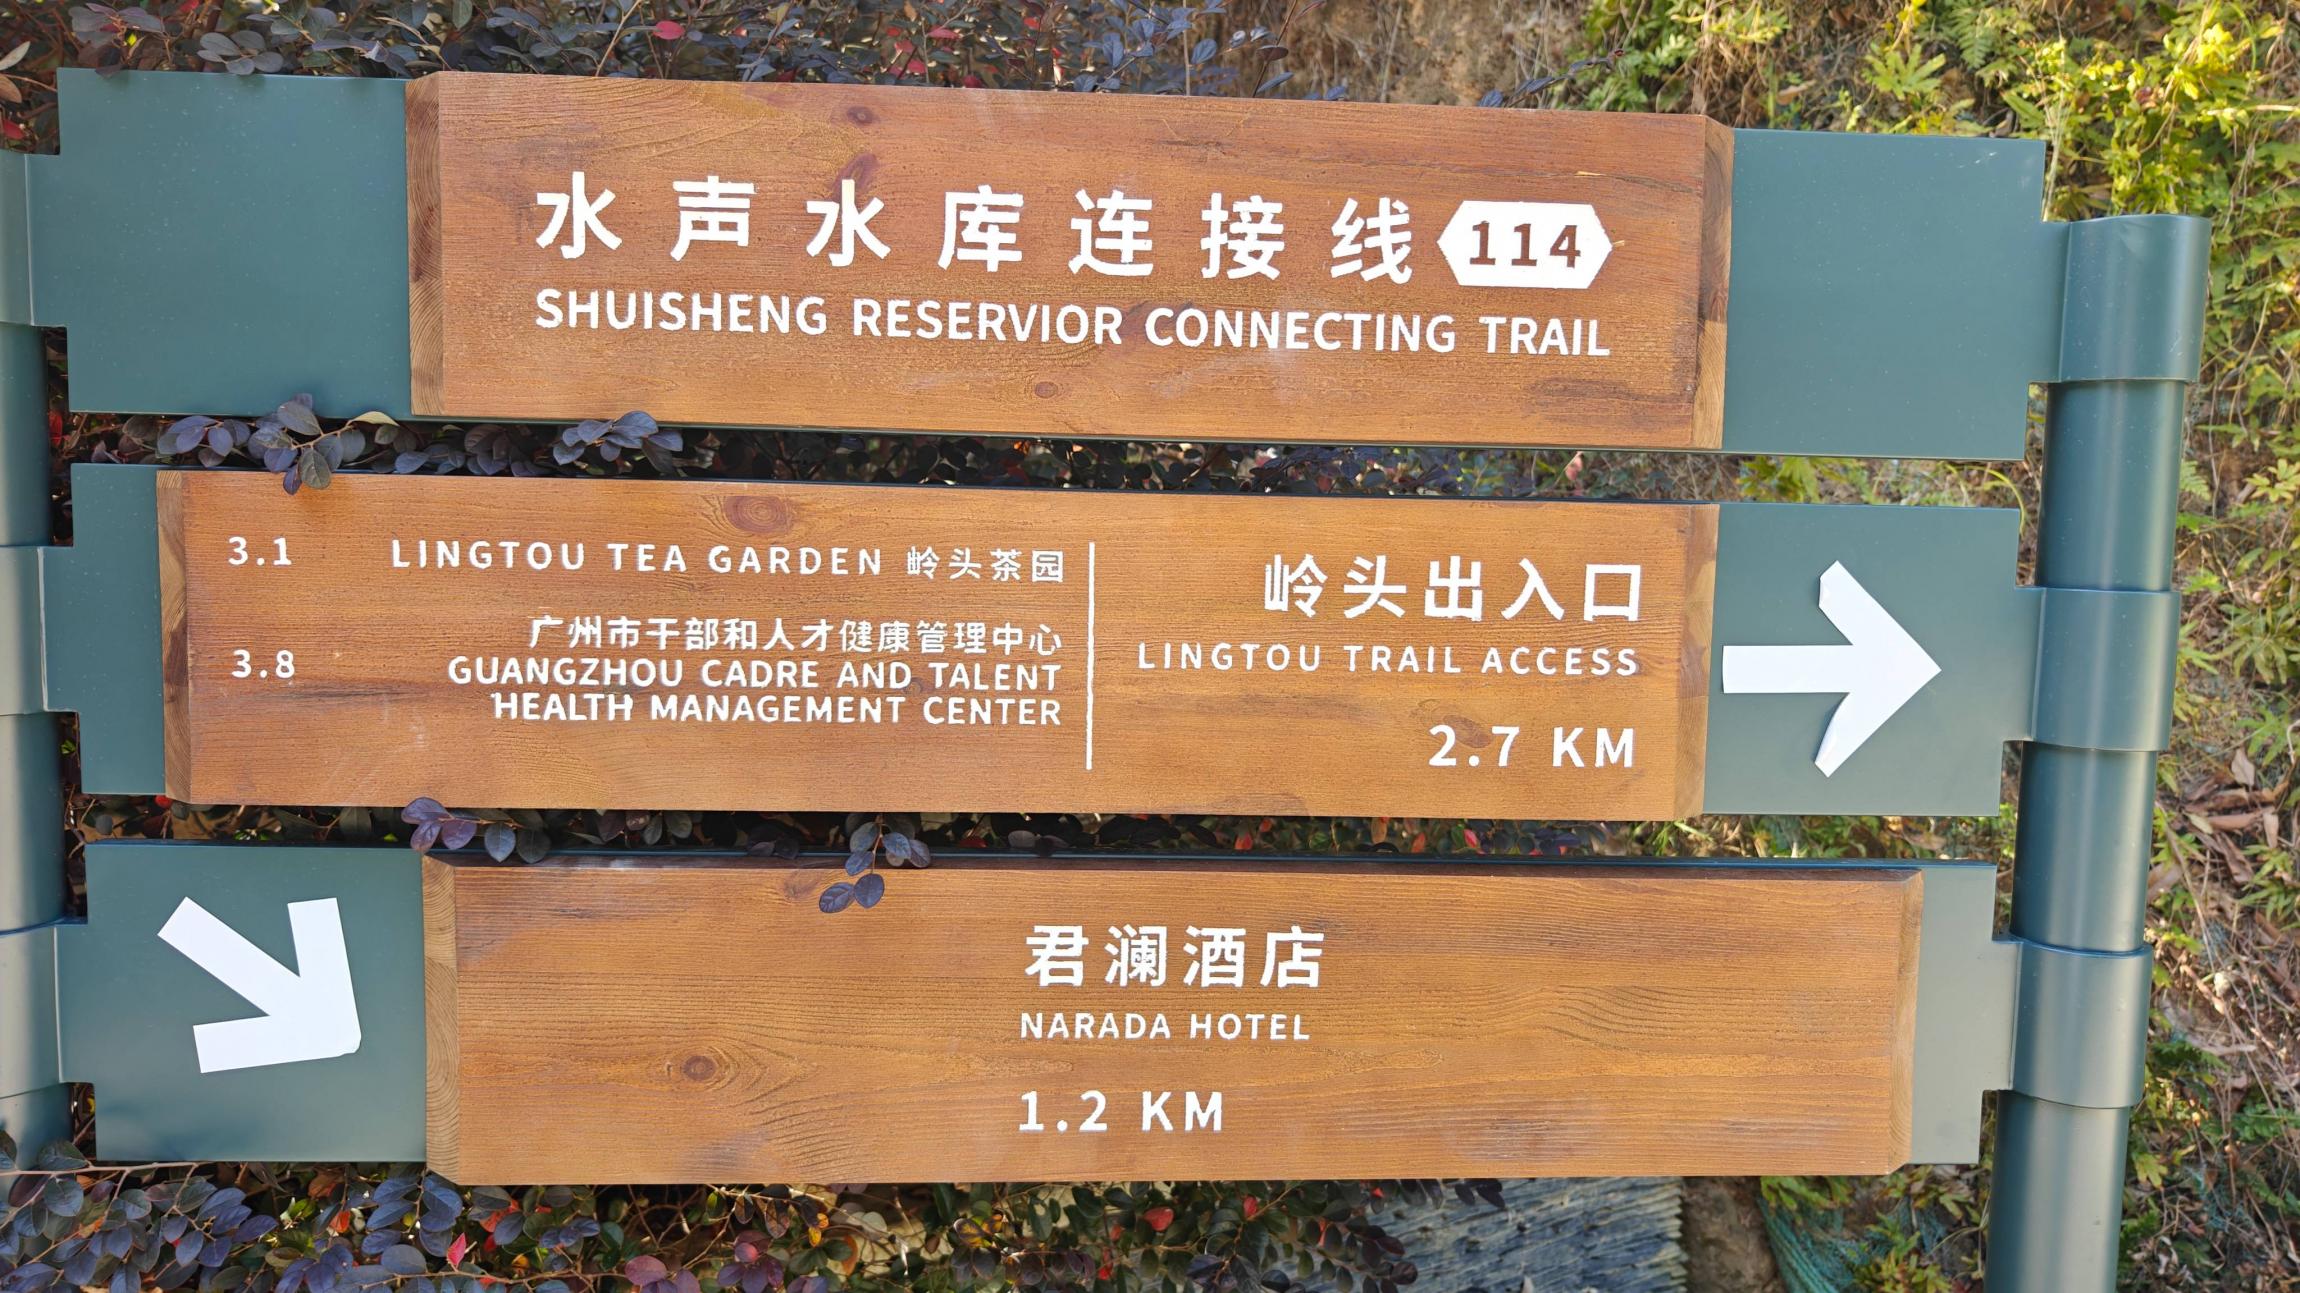 水声水库连接线 114
SHUISHENG RESERVIOR CONNECTING TRAIL
3.1 LINGTOU TEA GARDEN 岭头茶园
广州市干部和人才健康管理中心
3.8 GUANGZHOU CADRE AND TALENT
HEALTH MANAGEMENT CENTER
岭头出入口
LINGTOU TRAIL ACCESS
2.7 KM
君澜酒店
NARADA HOTEL
1.2 KM